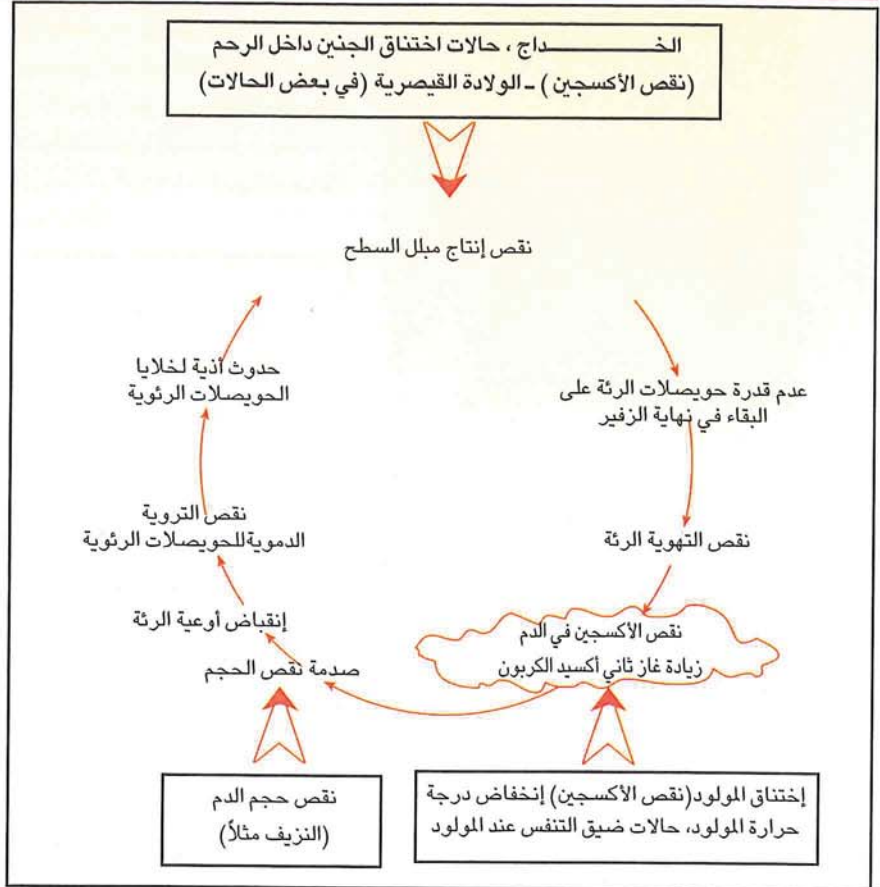 الخـــــداج ، حالات اختناق الجنين داخل الرحم
(نقص الأكسجين) - الولادة القيصرية (في بعض الحالات)
نقص إنتاج مبلل السطح
عدم قدرة حويصلات الرئة على
البقاء في نهاية الزفير
نقص التهوية الرئة
نقص الأكسجين في الدم
زيادة غاز ثاني أكسيد الكربون
إختناق المولود(نقص الأكسجين) إنخفاض درجة
حرارة المولود، حالات ضيق التنفس عند المولود
صدمة نقص الحجم
نقص حجم الدم
(النزيف مثلاً)
إنقباض أوعية الرئة
نقص التروية
الدمويةللحويصلات الرئوية
حدوث أذية لخلايا
الحويصلات الرئوية